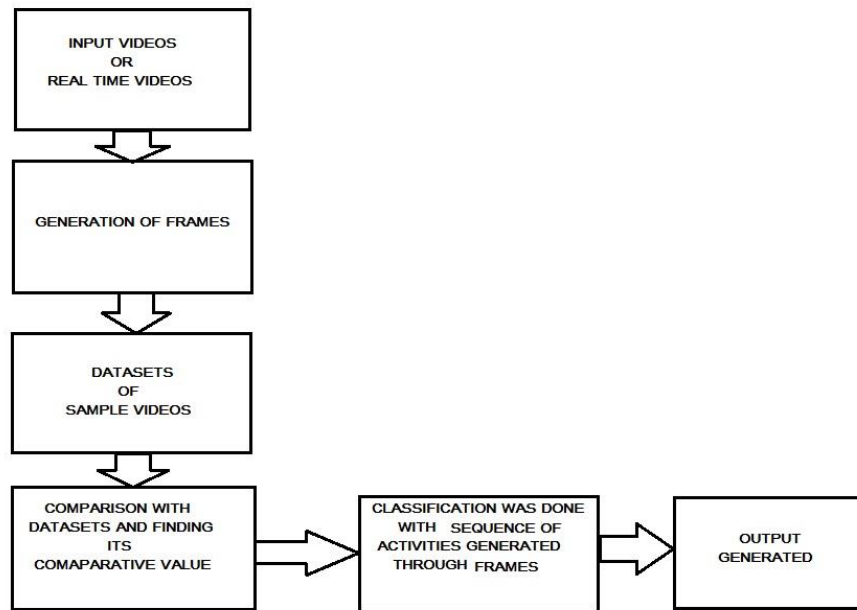 INPUT VIDEOS
OR
REAL TIME VIDEOS
GENERATION OF FRAMES
DATASETS
OF
SAMPLE VIDEOS
COMPARISON WITH
DATASETS AND FINDING
ITS
COMAPARATIVE VALUE
CLASSIFICATION WAS DONE
WITH SEQUENCE OF
ACTIVITIES GENERATED
THROUGH FRAMES
OUTPUT
GENERATED